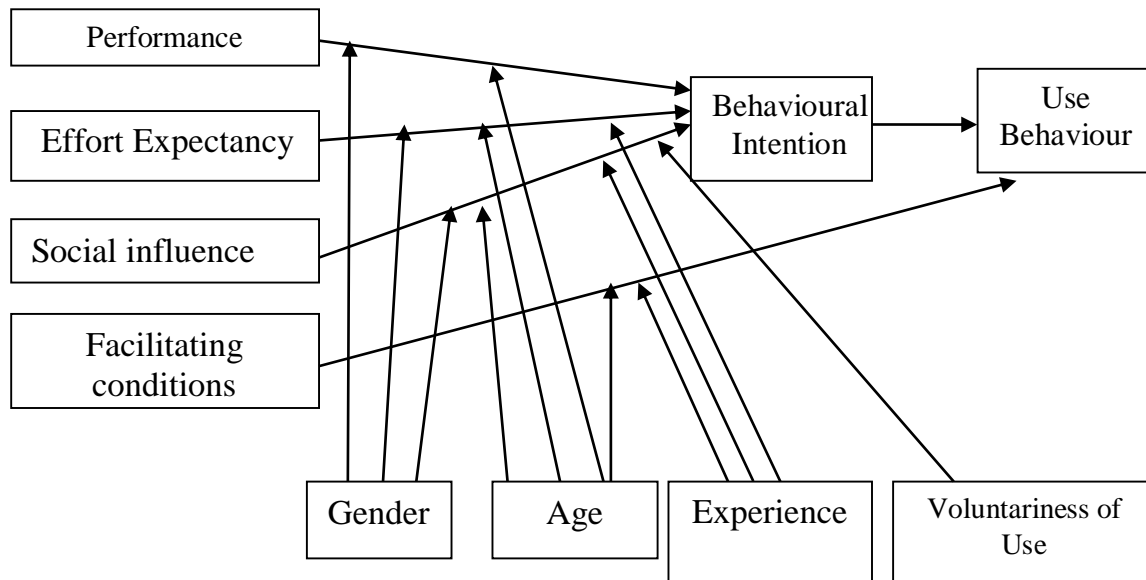 Performance
Effort Expectancy
Social influence
Facilitating
conditions
Behavioural
Intention
Use
Behaviour
Gender
Age
Experience
Voluntariness of
Use